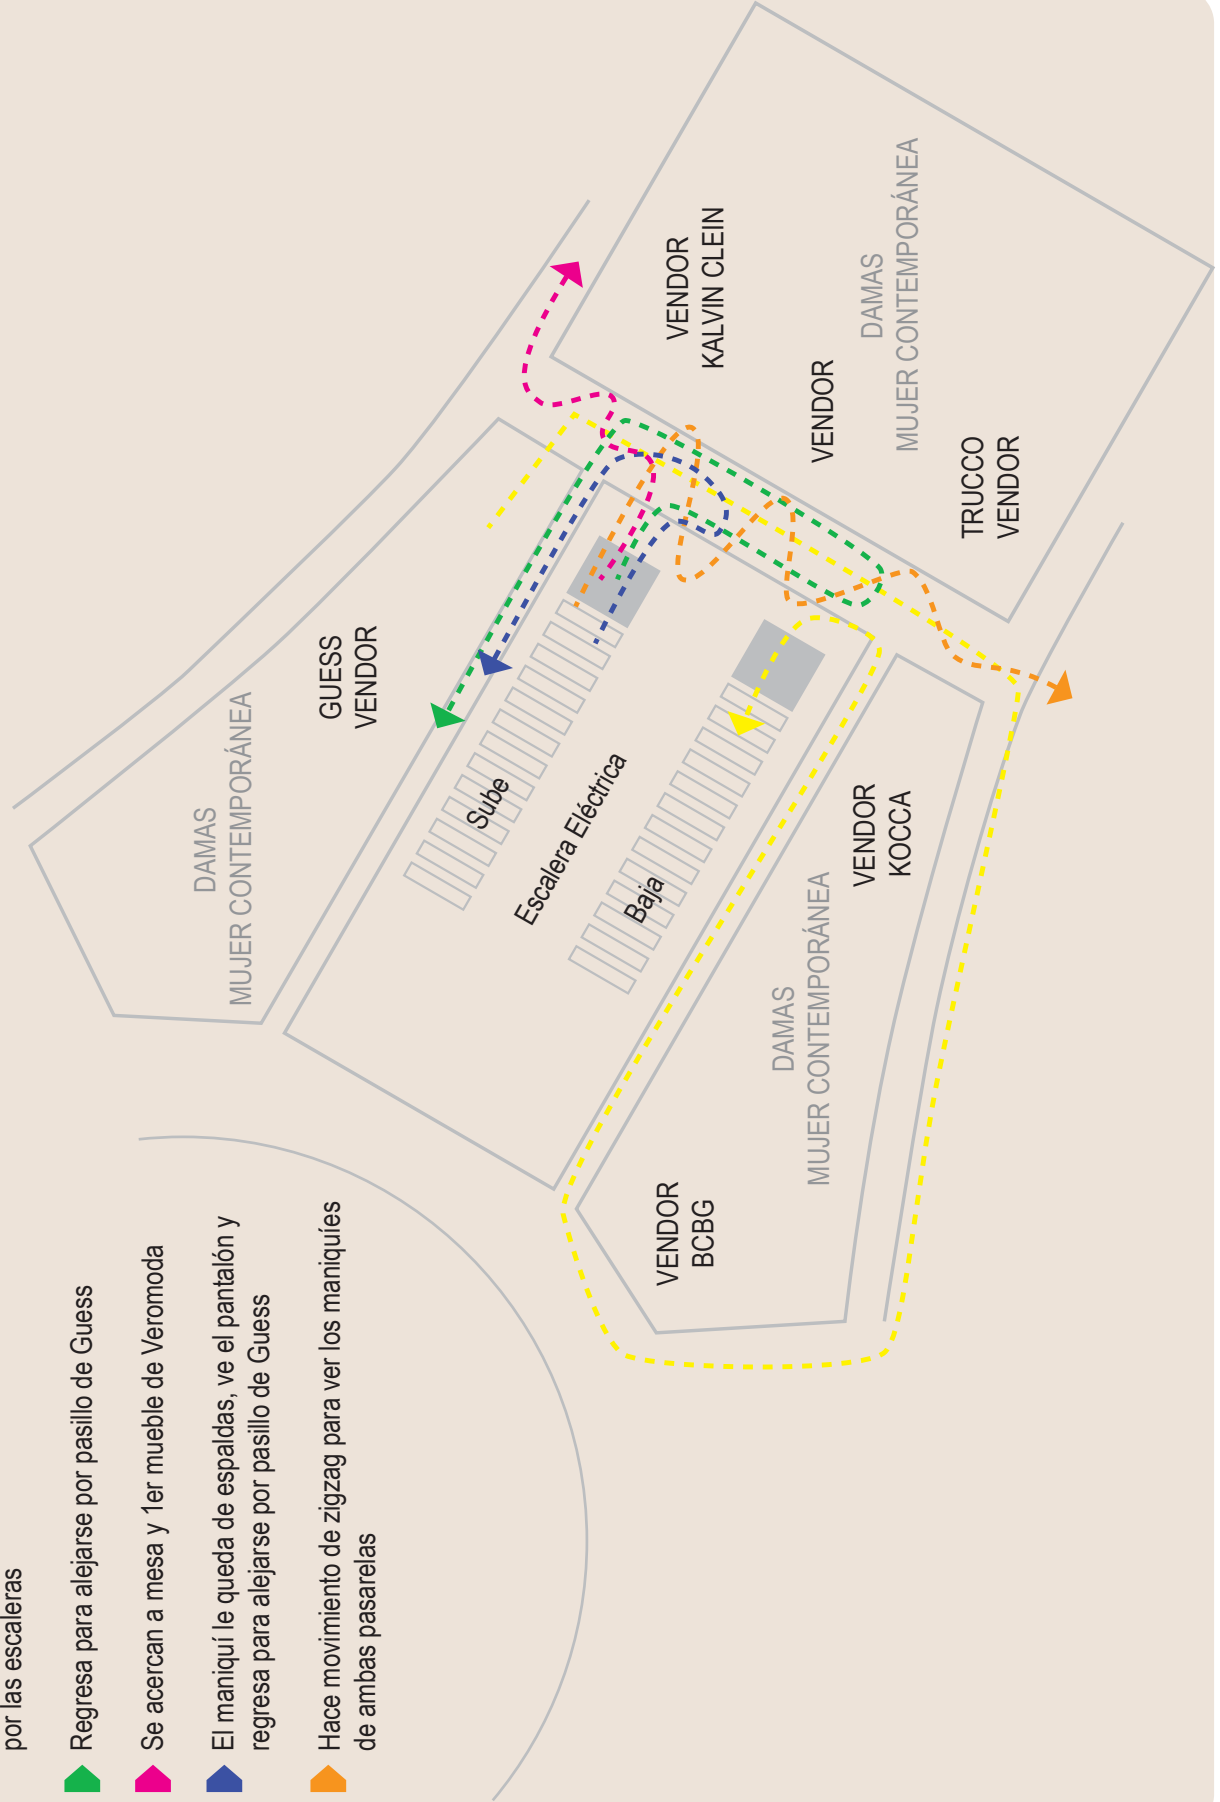 por las escaleras
Regresa para alejarse por pasillo de Guess
Se acercan a mesa y 1er mueble de Veromoda
El maniquí le queda de espaldas, ve el pantalón y
regresa para alejarse por pasillo de Guess
Hace movimiento de zigzag para ver los maniquíes
de ambas pasarelas
DAMAS
MUJER CONTEMPORÁNEA
GUESS
VENDOR
Sube
Escalera Eléctrica
Baja
VENDOR
KALVIN CLEIN
VENDOR
DAMAS
MUJER CONTEMPORÁNEA
TRUCCO
VENDOR
VENDOR
BCBG
DAMAS
MUJER CONTEMPORÁNEA
VENDOR
KOCCA